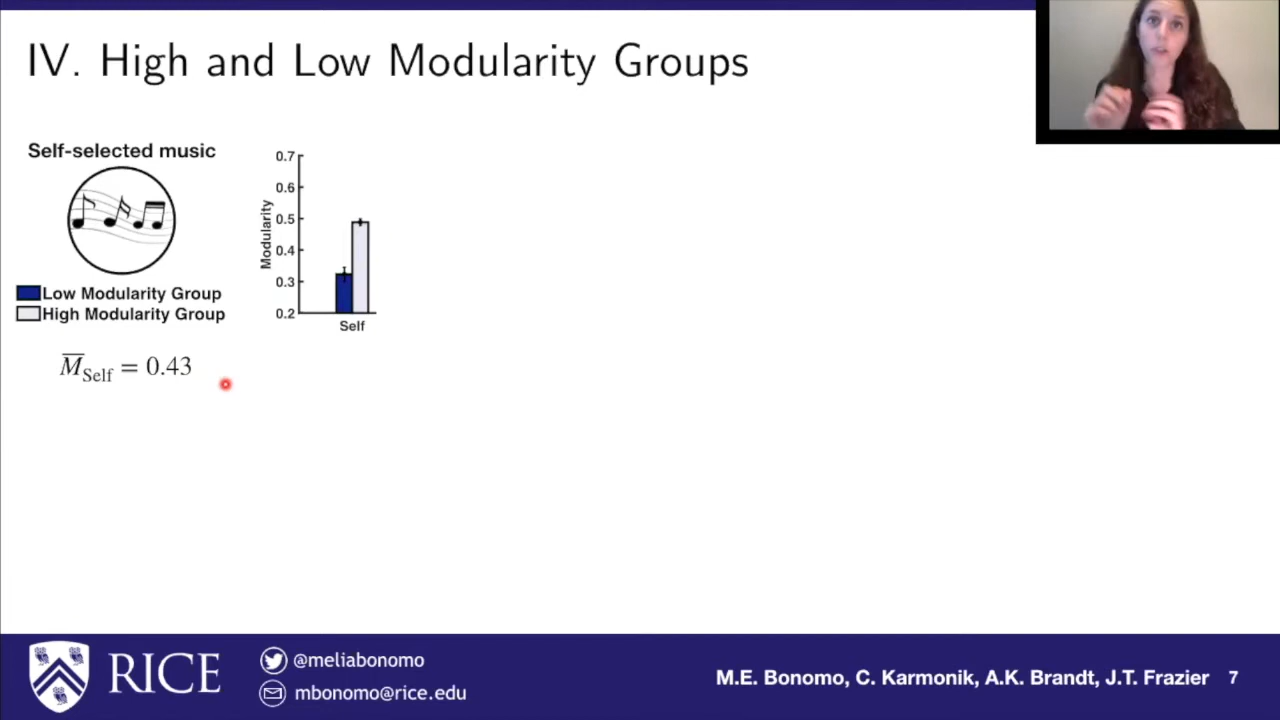 IV. High and Low Modularity Groups
Self-selected music
Low Modularity Group
High Modularity Group
M̅Self = 0.43
Modularity
0.7
0.6
0.5
0.4
0.3
0.2
Self
RICE
@meliabonomo
mbonomo@rice.edu
M.E. Bonomo, C. Karmonik, A.K. Brandt, J.T. Frazier 7